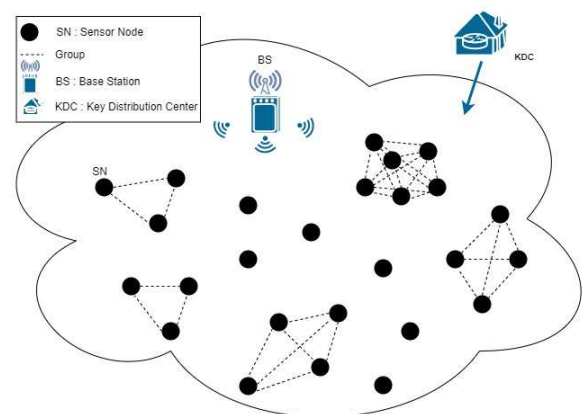 SN : Sensor Node
Group
BS : Base Station
KDC : Key Distribution Center
BS
KDC
SN